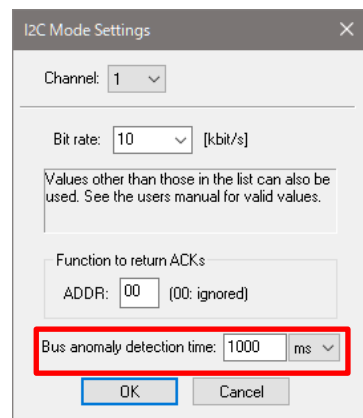 I2C Mode Settings
Channel: 1
Bit rate: 10 [kbit/s]
Values other than those in the list can also be
used. See the users manual for valid values.
Function to return ACKs
ADDR: 00 (00: ignored)
Bus anomaly detection time: 1000 ms
OK Cancel